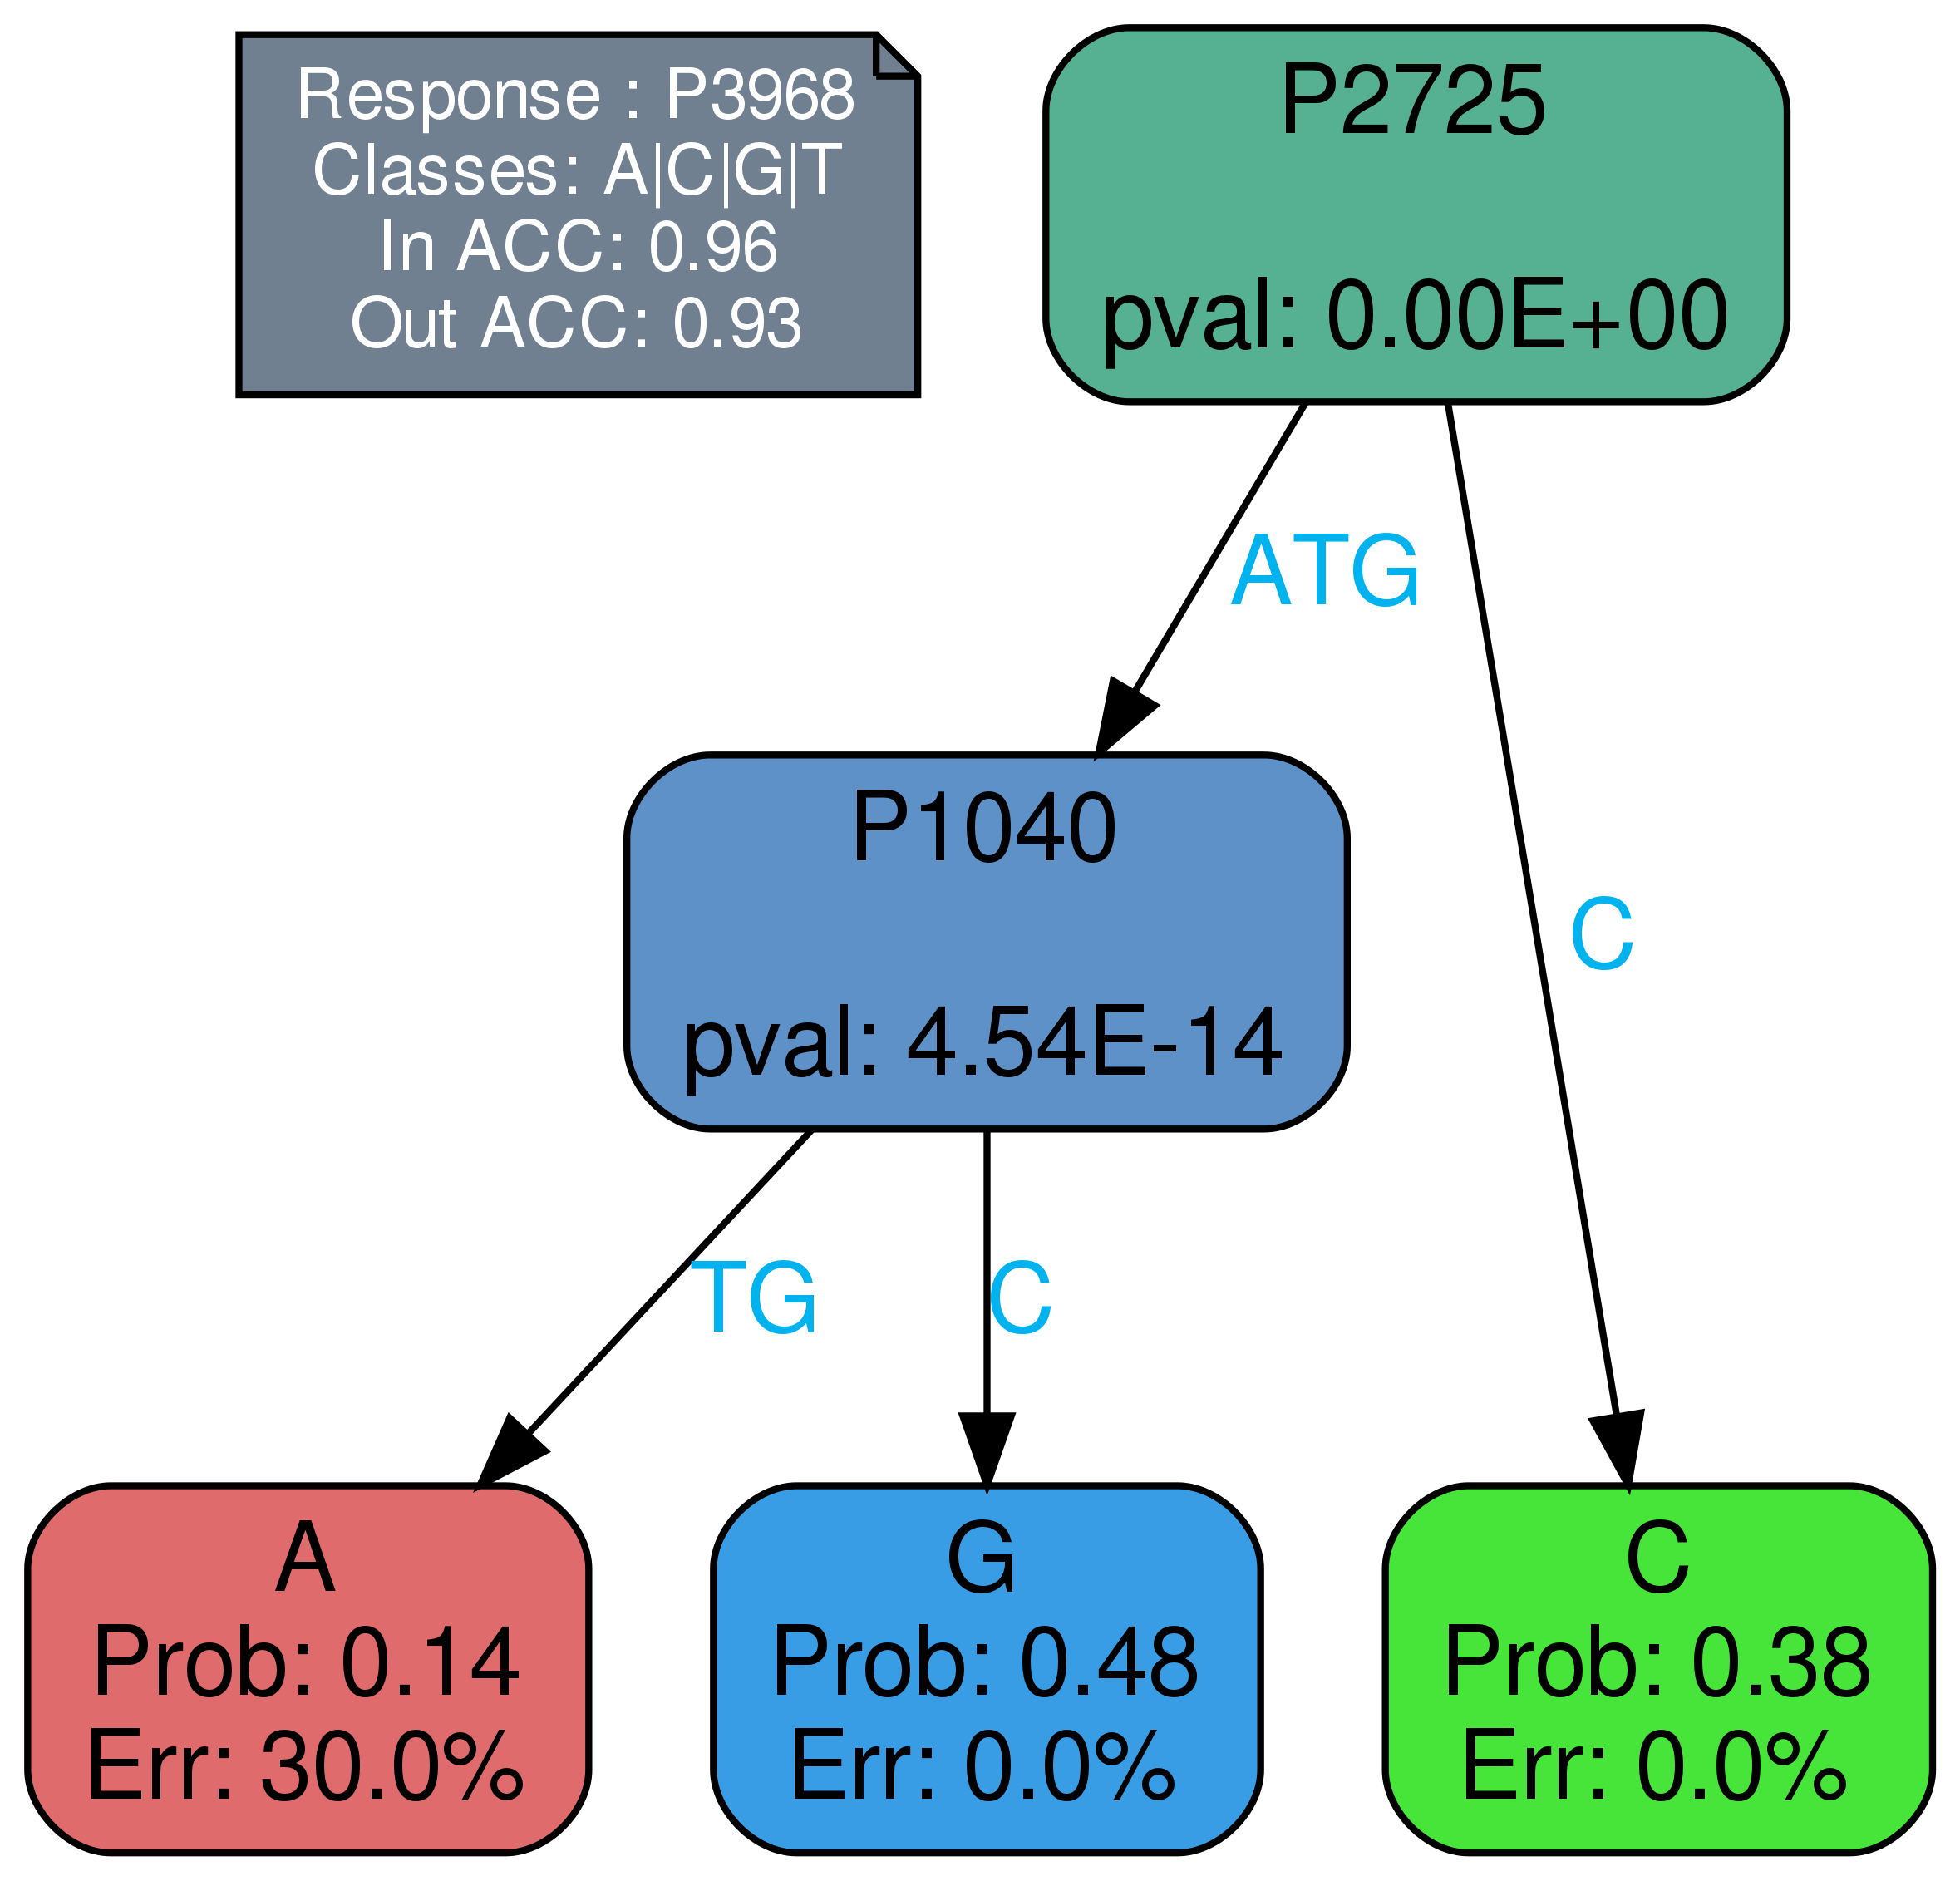 Response : P3968
Classes: A|C|G|T
In ACC: 0.96
Out ACC: 0.93
P2725
pval: 0.00E+00
ATG
P1040
pval: 4.54E-14
C
TG
C
A
Prob: 0.14
Err: 30.0%
G
Prob: 0.48
Err: 0.0%
C
Prob: 0.38
Err: 0.0%